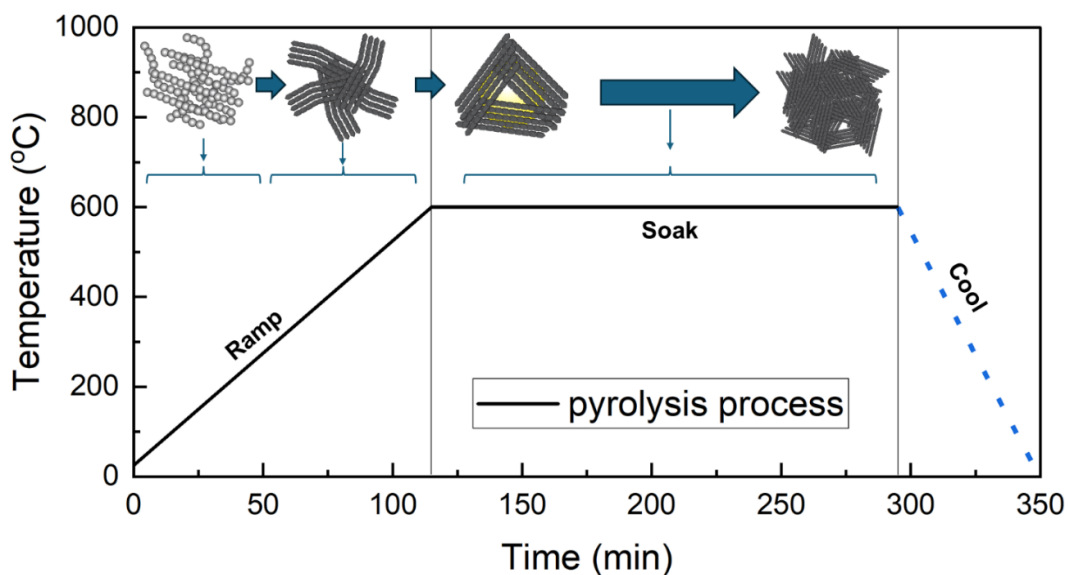 1000
800
600
400
200
0
Temperature (ºC)
Ramp
Soak
Cool
pyrolysis process
0 50 100 150 200 250 300 350
Time (min)